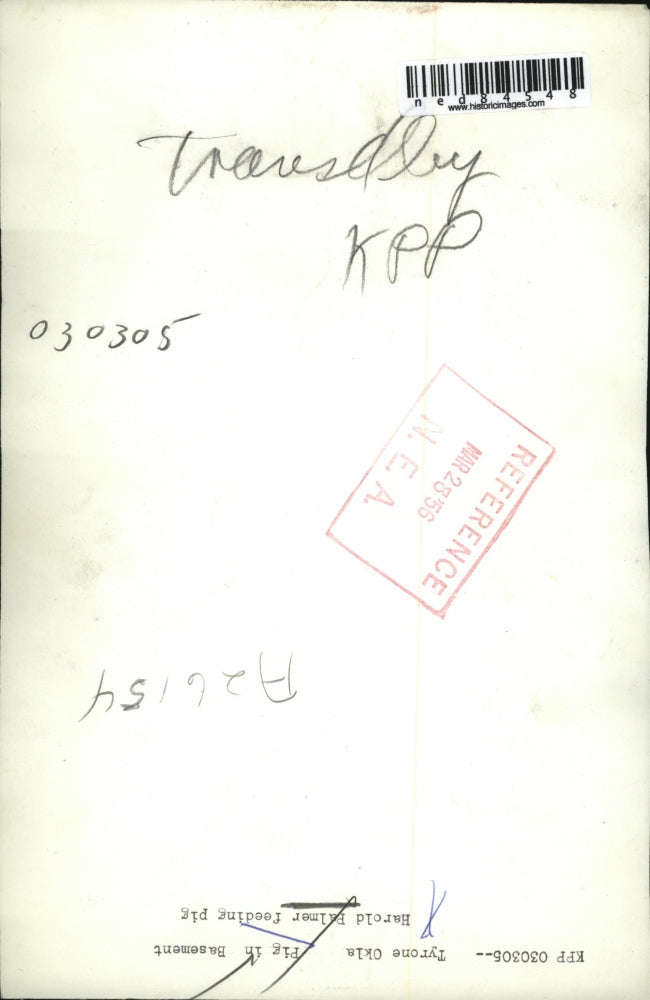 ned84548
www.historicimages.com
KPP
030305
REFERENCE
MAR 28 '56
N. E. A.
A26154
KPP 030305-- Tyrone Okla Pig in Basement
Harold Palmer feeding pig